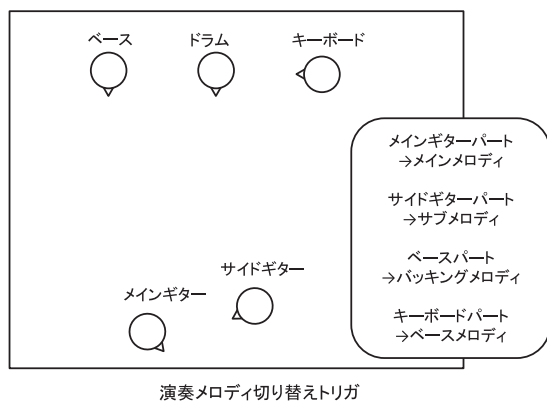 ベース
ドラム
キーボード
メインギターパート
→メインメロディ
サイドギターパート
→サブメロディ
ベースパート
→バッキングメロディ
キーボードパート
→ベースメロディ
サイドギター
メインギター
演奏メロディ切り替えトリガ